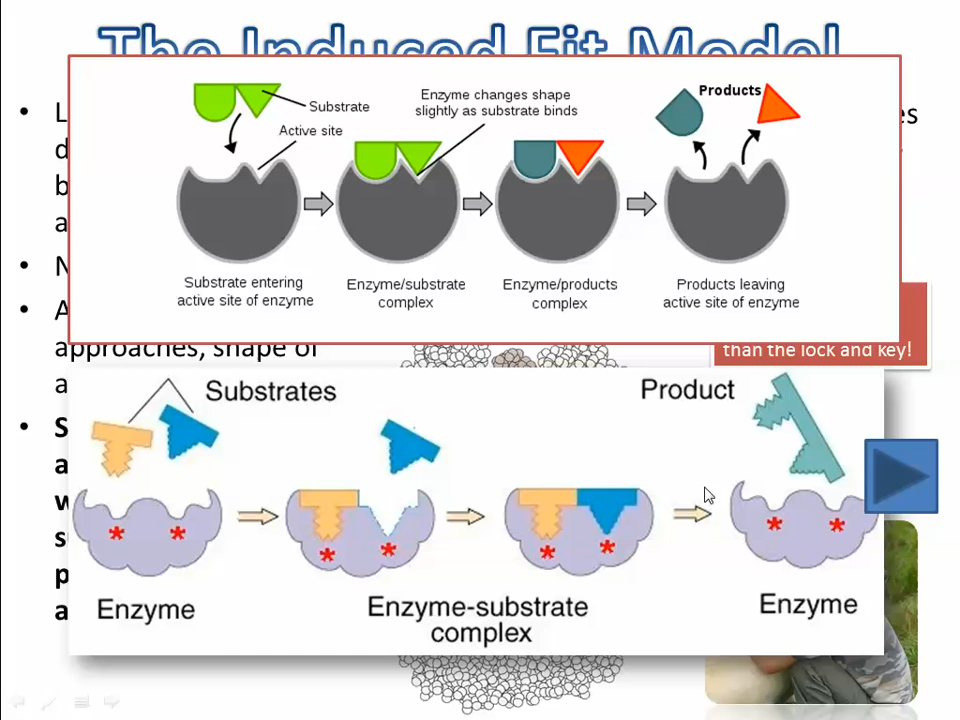 The Induced Fit Model
Substrate
Active site
Enzyme changes shape
slightly as substrate binds
Products
Substrate entering
active site of enzyme
Enzyme/substrate
complex
Enzyme/products
complex
Products leaving
active site of enzyme
approaches, shape of
than the lock and key!
Substrates
Product
Enzyme
Enzyme-substrate
complex
Enzyme